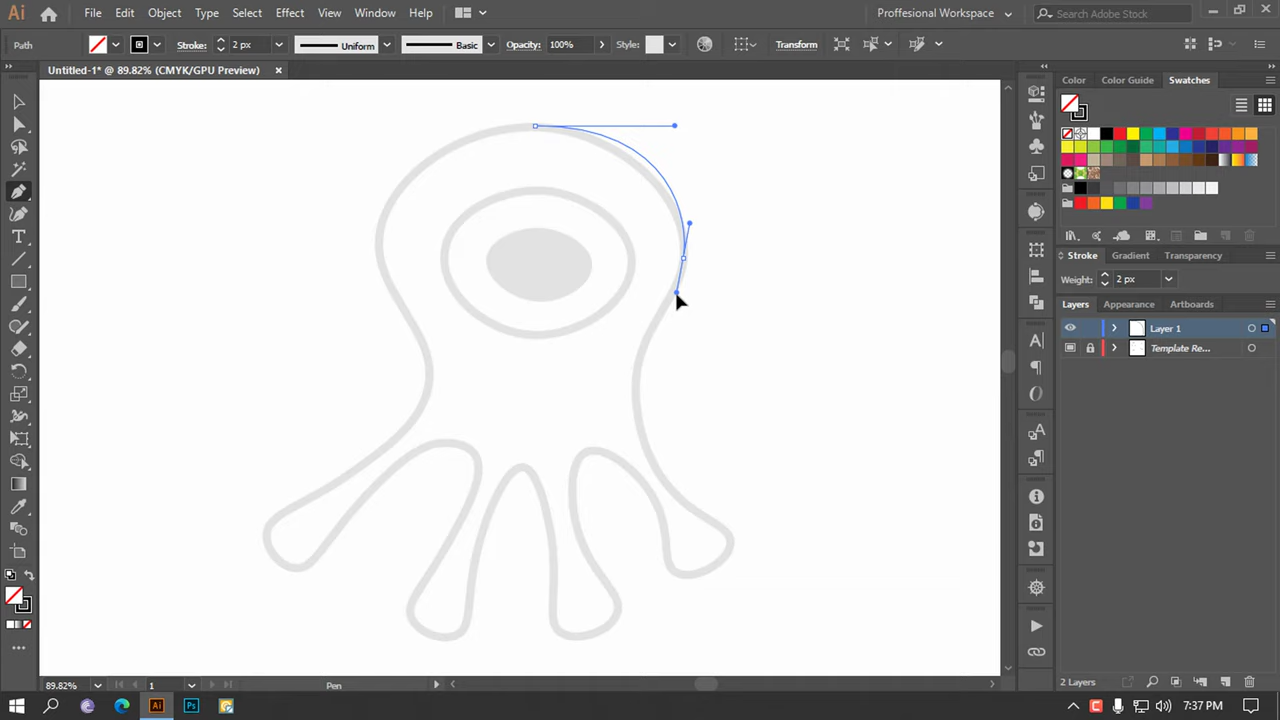 Ai File Edit Object Type Select Effect View Window Help Proffesional Workspace Search Adobe Stock
Path Stroke: 2 px Uniform Basic Opacity: 100% Style: Transform
Untitled-1* @ 89.82% (CMYK/GPU Preview)
Color Color Guide Swatches
Stroke Gradient Transparency
Weight: 2 px
Layers Appearance Artboards
Layer 1
Template Re...
89.82% 1 Pen 2 Layers
Ai Ps 7:37 PM